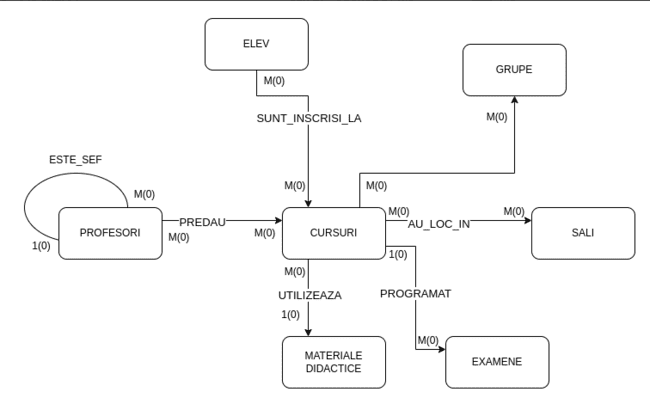 ELEV
M(0)
GRUPE
M(0)
SUNT_INSCRISI_LA
ESTE_SEF
M(0)
M(0)
M(0)
PROFESORI
1(0)
PREDAU
M(0)
M(0)
CURSURI
M(0)
AU_LOC_IN
M(0)
SALI
1(0)
M(0)
UTILIZEAZA
1(0)
PROGRAMAT
M(0)
MATERIALE
DIDACTICE
EXAMENE